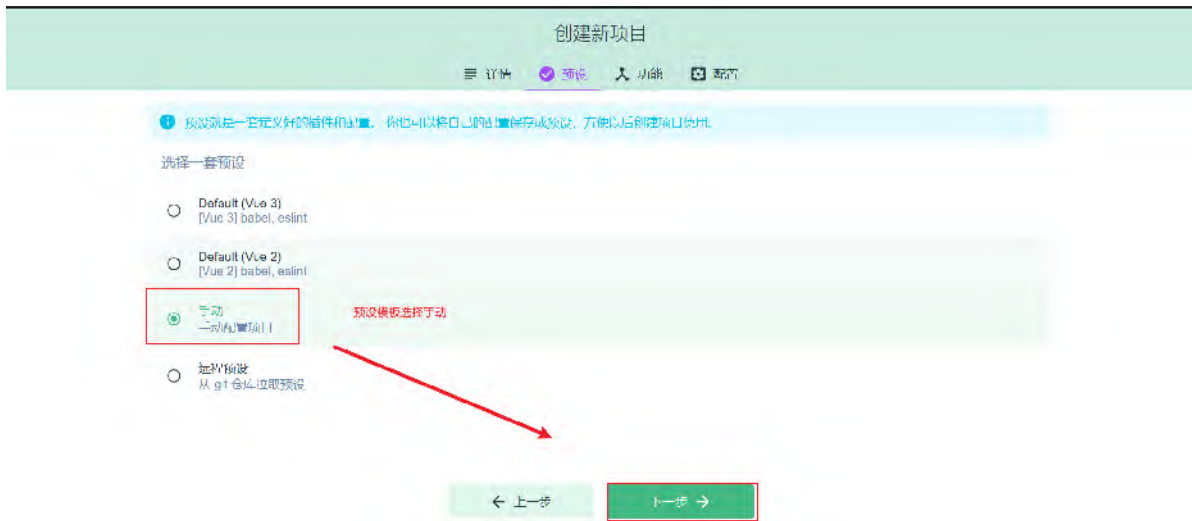 创建新项目
详情 预设 功能 配置
预设就是一套定义好的插件和配置。 你也可以将自己的配置保存成预设，方便以后创建项目使用。
选择一套预设
Default (Vue 3)
[Vue 3] babel, eslint
Default (Vue 2)
[Vue 2] babel, eslint
手动
手动配置项目
预设模板选择手动
远程预设
从 git 仓库拉取预设
← 上一步 下一步 →